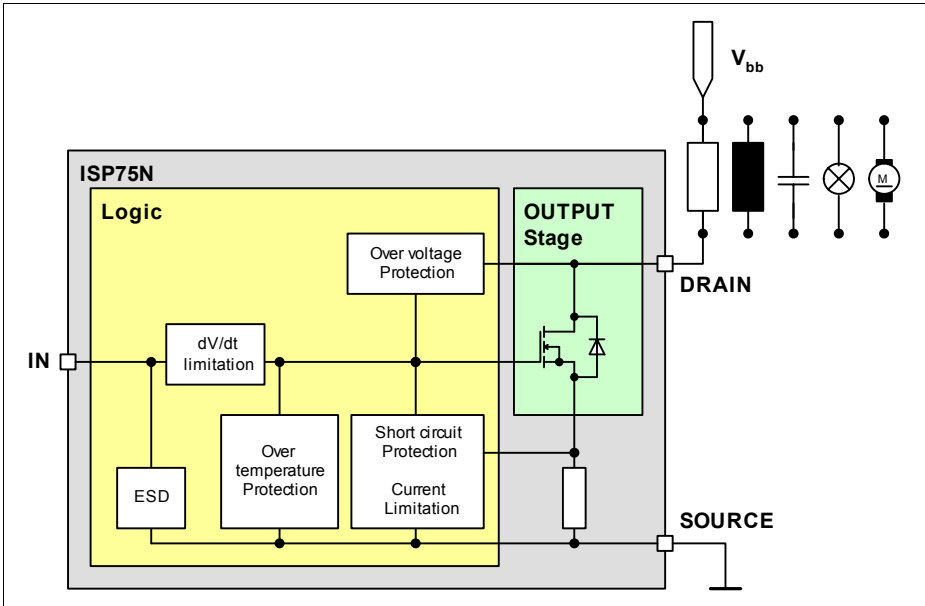 V_bb
ISP75N
Logic
OUTPUT
Stage
M
Over voltage
Protection
DRAIN
IN
dV/dt
limitation
Over
temperature
Protection
Short circuit
Protection
Current
Limitation
ESD
SOURCE